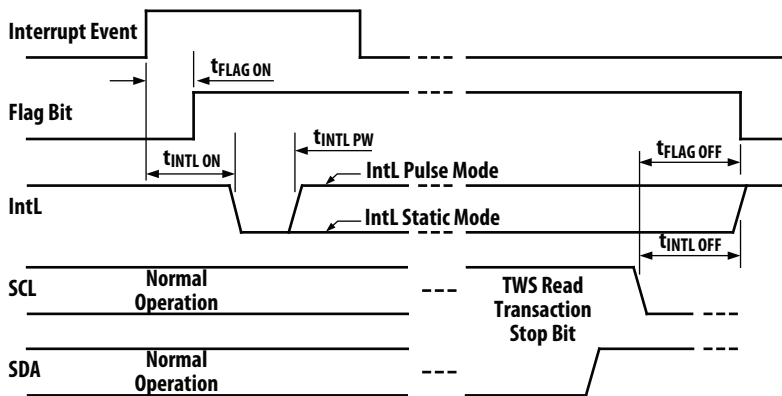 Interrupt Event
tFLAG ON
Flag Bit
tINTL ON
tINTL PW
tFLAG OFF
IntL Pulse Mode
IntL
IntL Static Mode
tINTL OFF
SCL
Normal
Operation
TWS Read
Transaction
Stop Bit
SDA
Normal
Operation